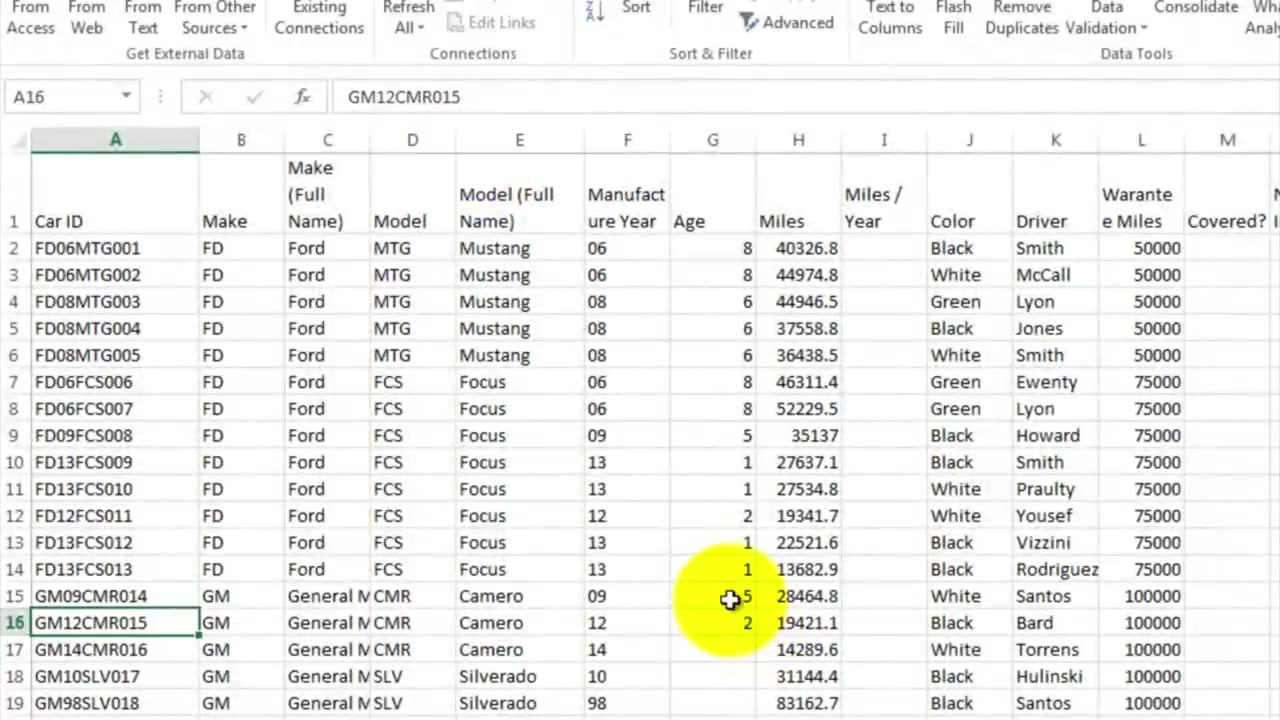 From From From From Other Existing Refresh Sort Filter Text to Flash Remove Data Consolidate
Access Web Text Sources Connections All Edit Links Advanced Columns Fill Duplicates Validation
Get External Data Connections Sort & Filter Data Tools
A16 fx GM12CMR015
A B C D E F G H I J K L M
1 Car ID Make Make (Full Name) Model Model (Full Name) Manufact ure Year Age Miles Miles / Year Color Driver Warante e Miles Covered?
2 FD06MTG001 FD Ford MTG Mustang 06 8 40326.8 Black Smith 50000
3 FD06MTG002 FD Ford MTG Mustang 06 8 44974.8 White McCall 50000
4 FD08MTG003 FD Ford MTG Mustang 08 6 44946.5 Green Lyon 50000
5 FD08MTG004 FD Ford MTG Mustang 08 6 37558.8 Black Jones 50000
6 FD08MTG005 FD Ford MTG Mustang 08 6 36438.5 White Smith 50000
7 FD06FCS006 FD Ford FCS Focus 06 8 46311.4 Green Ewenty 75000
8 FD06FCS007 FD Ford FCS Focus 06 8 52229.5 Green Lyon 75000
9 FD09FCS008 FD Ford FCS Focus 09 5 35137 Black Howard 75000
10 FD13FCS009 FD Ford FCS Focus 13 1 27637.1 Black Smith 75000
11 FD13FCS010 FD Ford FCS Focus 13 1 27534.8 White Praulty 75000
12 FD12FCS011 FD Ford FCS Focus 12 2 19341.7 White Yousef 75000
13 FD13FCS012 FD Ford FCS Focus 13 1 22521.6 Black Vizzini 75000
14 FD13FCS013 FD Ford FCS Focus 13 1 13682.9 Black Rodriguez 75000
15 GM09CMR014 GM General M CMR Camero 09 5 28464.8 White Santos 100000
16 GM12CMR015 GM General M CMR Camero 12 2 19421.1 Black Bard 100000
17 GM14CMR016 GM General M CMR Camero 14 14289.6 White Torrens 100000
18 GM10SLV017 GM General M SLV Silverado 10 31144.4 Black Hulinski 100000
19 GM98SLV018 GM General M SLV Silverado 98 83162.7 Black Santos 100000